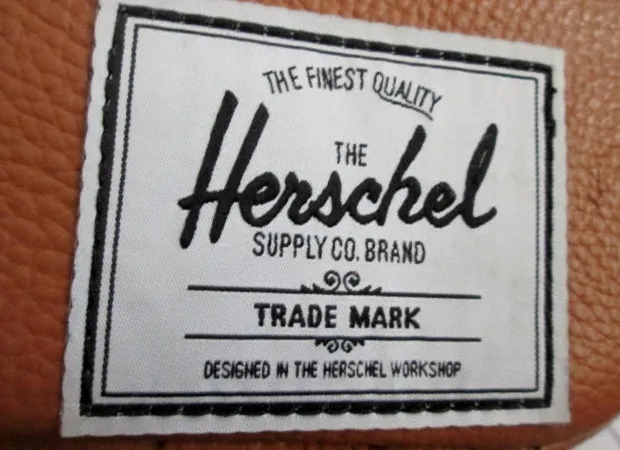 THE FINEST QUALITY
THE
Herschel
SUPPLY CO. BRAND
TRADE MARK
DESIGNED IN THE HERSCHEL WORKSHOP